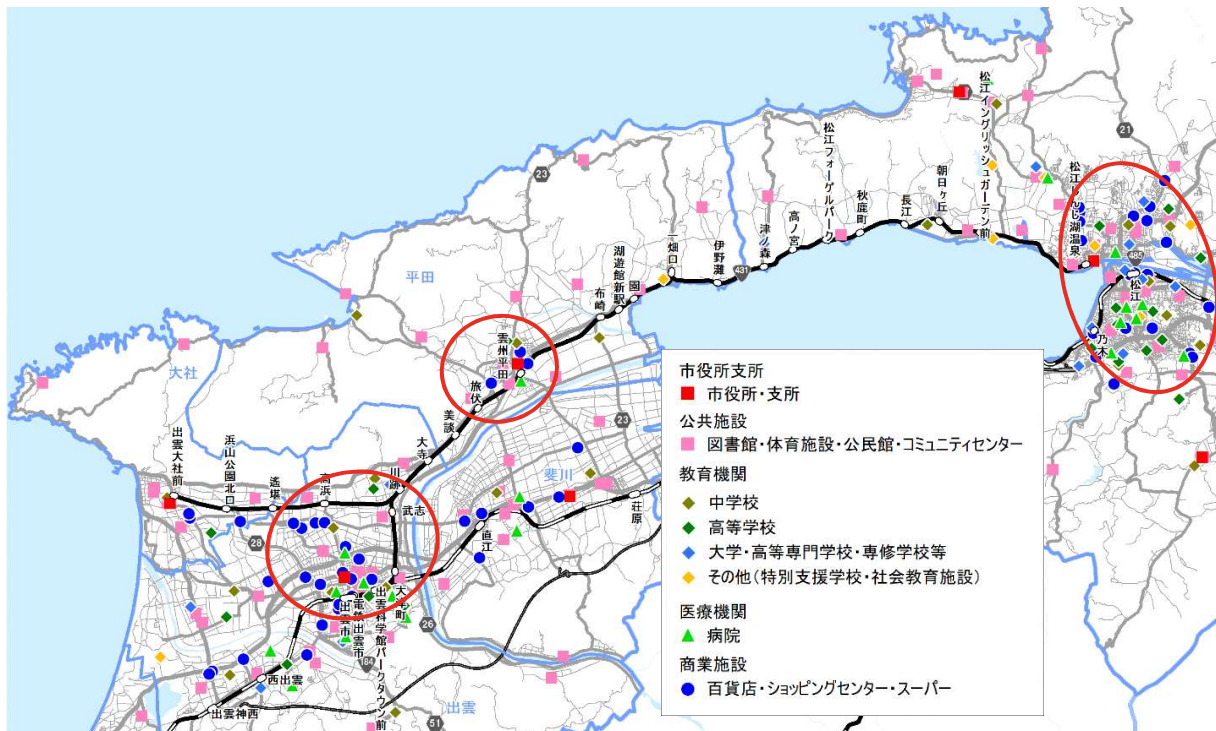 21
松江イングリッシュガーデン前
松江しんじ湖温泉
朝日ヶ丘
長江
秋鹿町
松江フォーゲルパーク
高ノ宮
津ノ森
伊野灘
一畑口
園
湖遊館新駅
布崎
雲州平田
旅伏
美談
大寺
川跡
武志
高浜
遙堪
浜山公園北口
出雲大社前
大津町
出雲科学館パークタウン前
電鉄出雲市
出雲市
西出雲
出雲神西
直江
荘原
松江
乃木
平田
大社
斐川
出雲
23
431
485
23
28
26
184
51
市役所支所
市役所・支所
公共施設
図書館・体育施設・公民館・コミュニティセンター
教育機関
中学校
高等学校
大学・高等専門学校・専修学校等
その他(特別支援学校・社会教育施設)
医療機関
病院
商業施設
百貨店・ショッピングセンター・スーパー